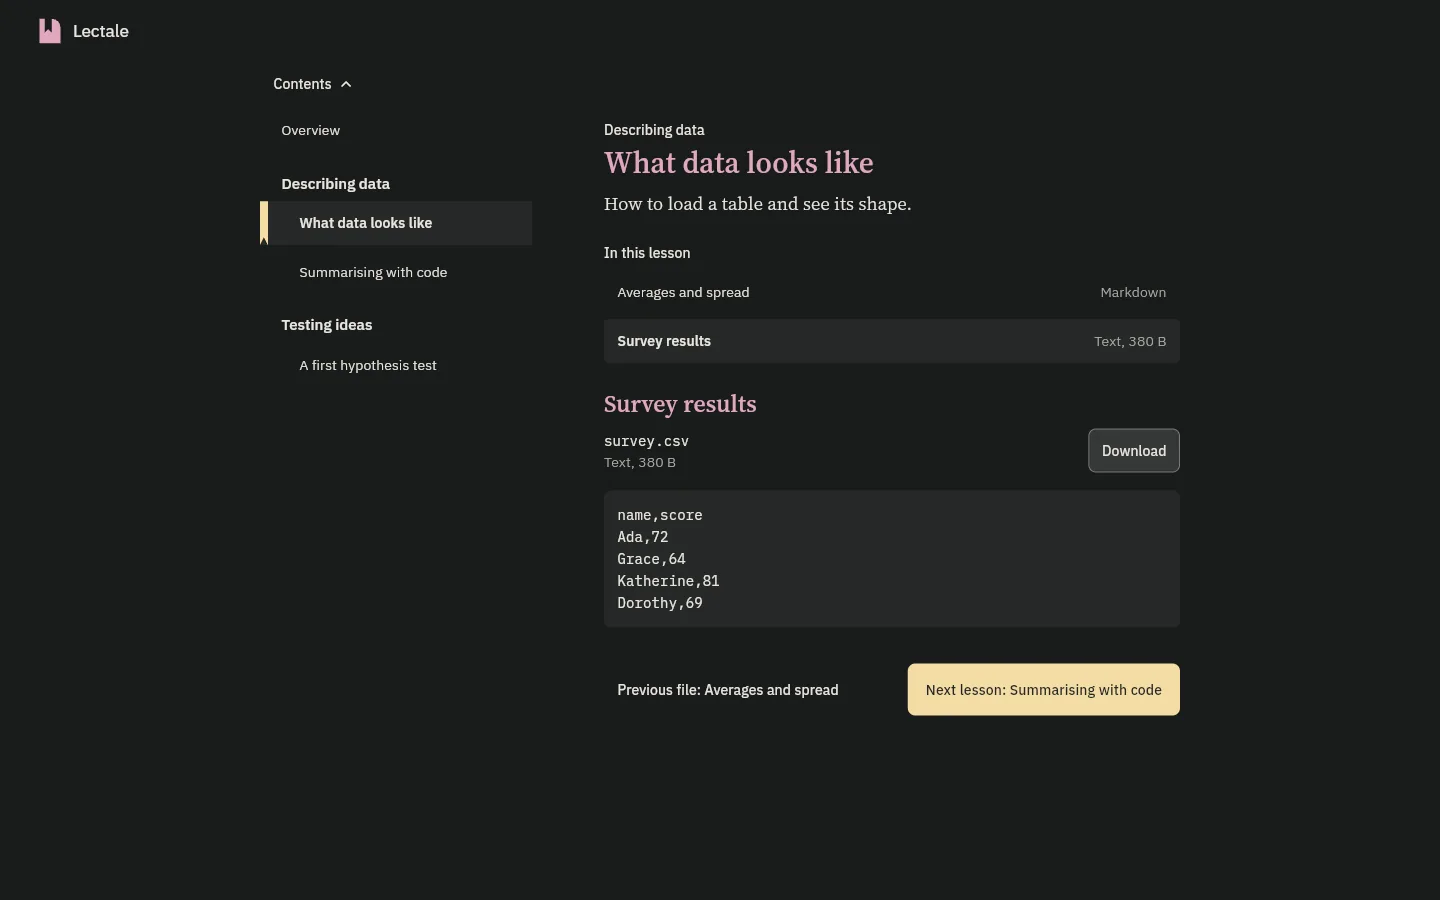 Lectale
Contents
Overview
Describing data
What data looks like
Summarising with code
Testing ideas
A first hypothesis test
Describing data
What data looks like
How to load a table and see its shape.
In this lesson
Averages and spread Markdown
Survey results Text, 380 B
Survey results
survey.csv
Text, 380 B
Download
name,score
Ada,72
Grace,64
Katherine,81
Dorothy,69
Previous file: Averages and spread
Next lesson: Summarising with code